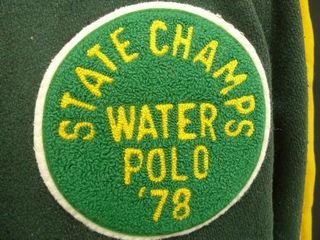 STATE CHAMPS
WATER
POLO
'78